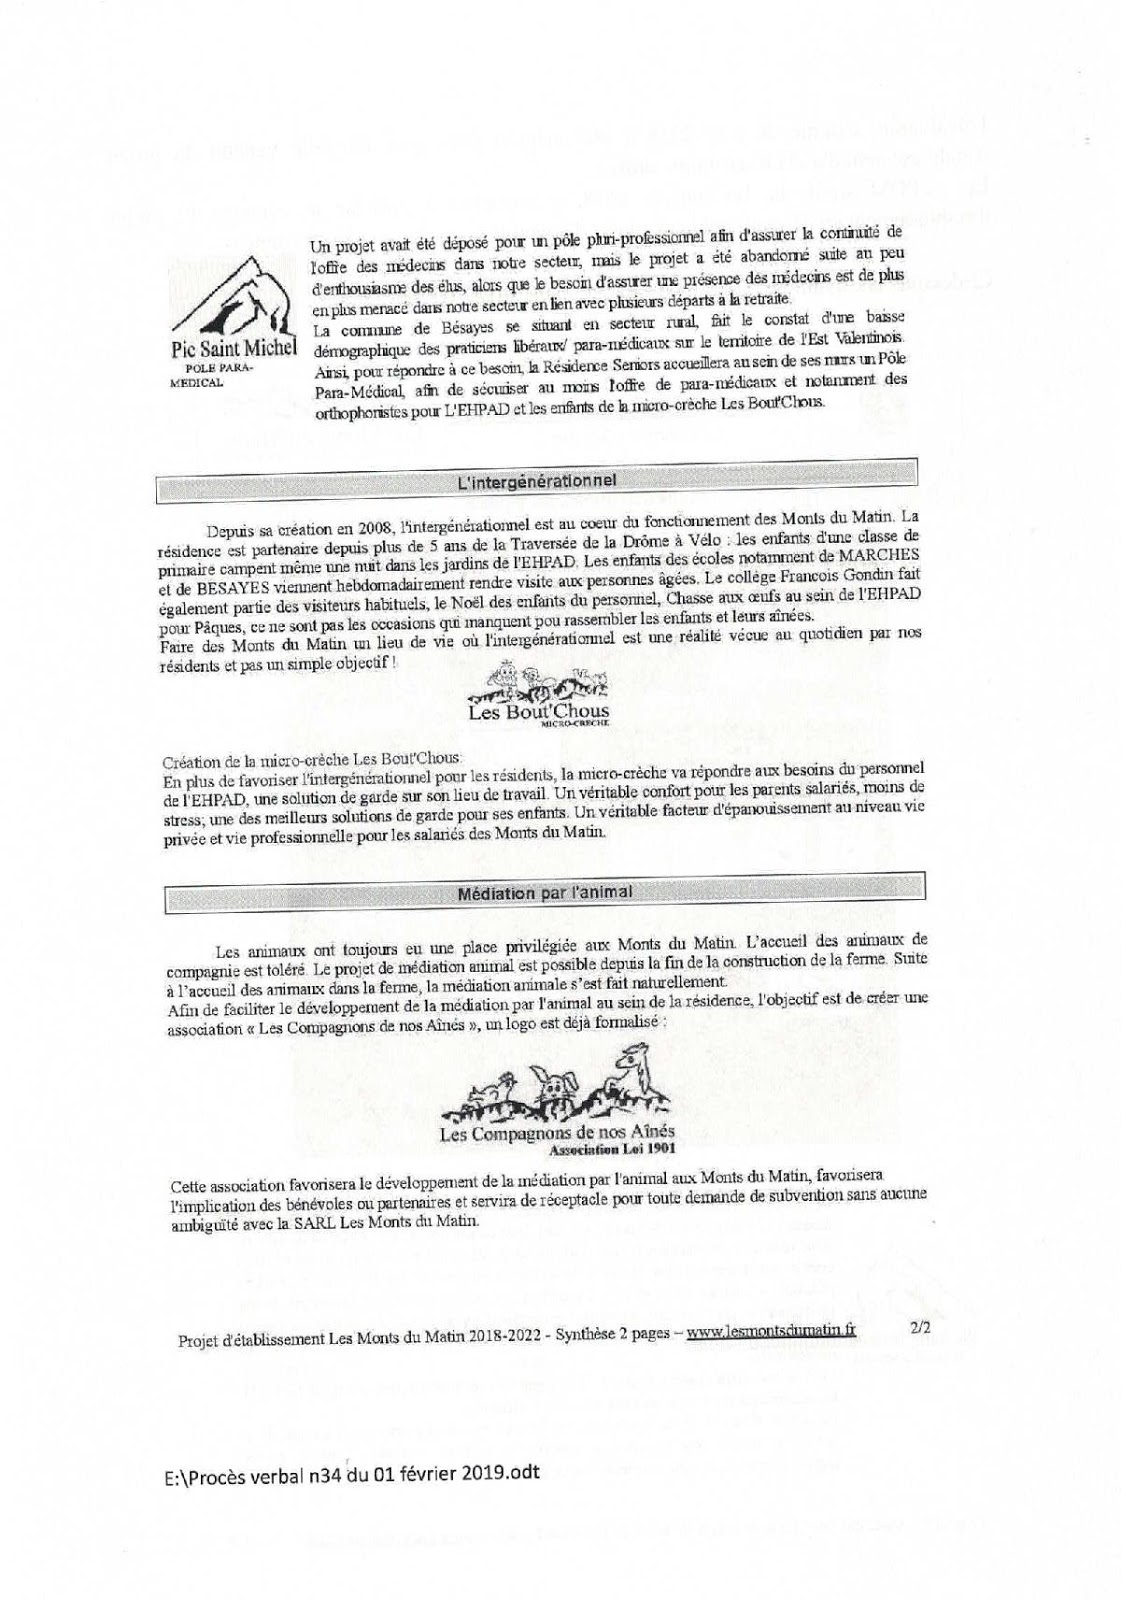 Un projet avait été déposé pour un pôle pluri-professionnel afin d'assurer la continuité de
l'offre des médecins dans notre secteur, mais le projet a été abandonné suite au peu
d'enthousiasme des élus, alors que le besoin d'assurer une présence des médecins est de plus
en plus menacé dans notre secteur en lien avec plusieurs départs à la retraite.
La commune de Bésayes se situant en secteur rural, fait le constat d'une baisse
démographique des praticiens libéraux/ para-médicaux sur le territoire de l'Est Valentinois.
Ainsi, pour répondre à ce besoin, la Résidence Seniors accueillera au sein de ses murs un Pôle
Para-Médical, afin de sécuriser au moins l'offre de para-médicaux et notamment des
orthophonistes pour L'EHPAD et les enfants de la micro-crèche Les Bout'Chous.
Pic Saint Michel
POLE PARA-
MEDICAL
L'intergénérationnel
Depuis sa création en 2008, l'intergénérationnel est au coeur du fonctionnement des Monts du Matin. La
résidence est partenaire depuis plus de 5 ans de la Traversée de la Drôme à Vélo : les enfants d'une classe de
primaire campent même une nuit dans les jardins de l'EHPAD. Les enfants des écoles notamment de MARCHES
et de BESAYES viennent hebdomadairement rendre visite aux personnes âgées. Le collège Francois Gondin fait
également partie des visiteurs habituels, le Noël des enfants du personnel, Chasse aux œufs au sein de l'EHPAD
pour Pâques, ce ne sont pas les occasions qui manquent pou rassembler les enfants et leurs aînées.
Faire des Monts du Matin un lieu de vie où l'intergénérationnel est une réalité vécue au quotidien par nos
résidents et pas un simple objectif !
Les Bout'Chous
MICRO-CRECHE
Création de la micro-crèche Les Bout'Chous:
En plus de favoriser l'intergénérationnel pour les résidents, la micro-crèche va répondre aux besoins du personnel
de l'EHPAD, une solution de garde sur son lieu de travail. Un véritable confort pour les parents salariés, moins de
stress; une des meilleurs solutions de garde pour ses enfants. Un véritable facteur d'épanouissement au niveau vie
privée et vie professionnelle pour les salariés des Monts du Matin.
Médiation par l'animal
Les animaux ont toujours eu une place privilégiée aux Monts du Matin. L'accueil des animaux de
compagnie est toléré. Le projet de médiation animal est possible depuis la fin de la construction de la ferme. Suite
à l'accueil des animaux dans la ferme, la médiation animale s'est fait naturellement.
Afin de faciliter le développement de la médiation par l'animal au sein de la résidence, l'objectif est de créer une
association « Les Compagnons de nos Aînés », un logo est déjà formalisé :
Les Compagnons de nos Aînés
Association Loi 1901
Cette association favorisera le développement de la médiation par l'animal aux Monts du Matin, favorisera
l'implication des bénévoles ou partenaires et servira de réceptacle pour toute demande de subvention sans aucune
ambiguïté avec la SARL Les Monts du Matin.
Projet d'établissement Les Monts du Matin 2018-2022 - Synthèse 2 pages – www.lesmontsdumatin.fr 2/2
E:\Procès verbal n34 du 01 février 2019.odt